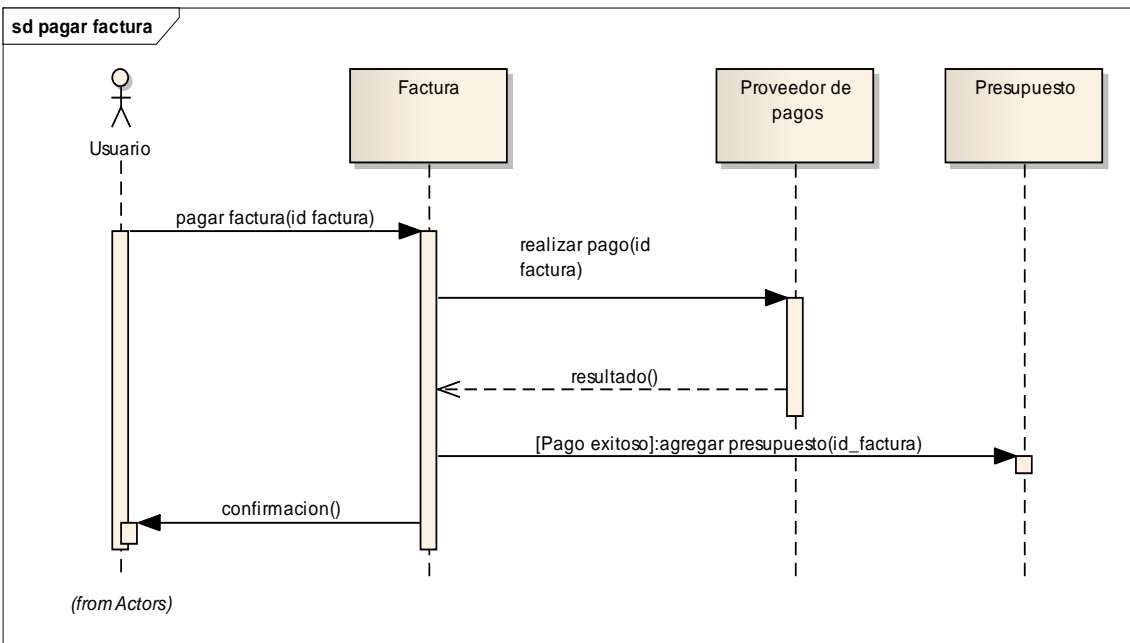 sd pagar factura
Usuario
Factura
Proveedor de
pagos
Presupuesto
pagar factura(id factura)
realizar pago(id
factura)
resultado()
[Pago exitoso]:agregar presupuesto(id_factura)
confirmacion()
(from Actors)